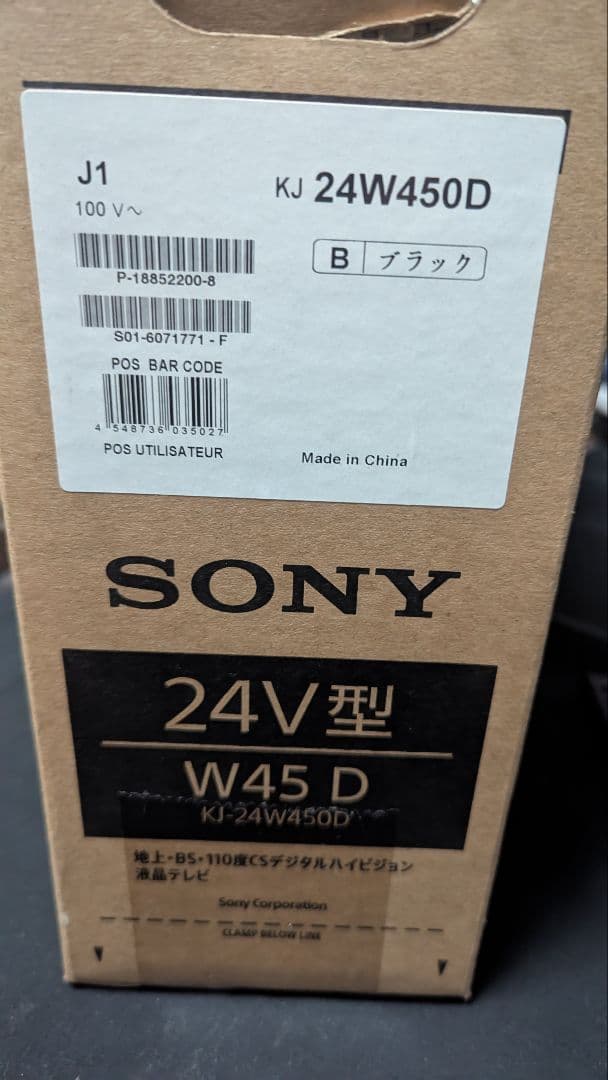 J1
KJ 24W450D
100 V～
B ブラック
P-18852200-8
S01-6071771 - F
POS BAR CODE
4 548736 035027
POS UTILISATEUR
Made in China
SONY
24V型
W45 D
KJ-24W450D
地上・BS・110度CSデジタルハイビジョン
液晶テレビ
Sony Corporation
CLAMP BELOW LINE